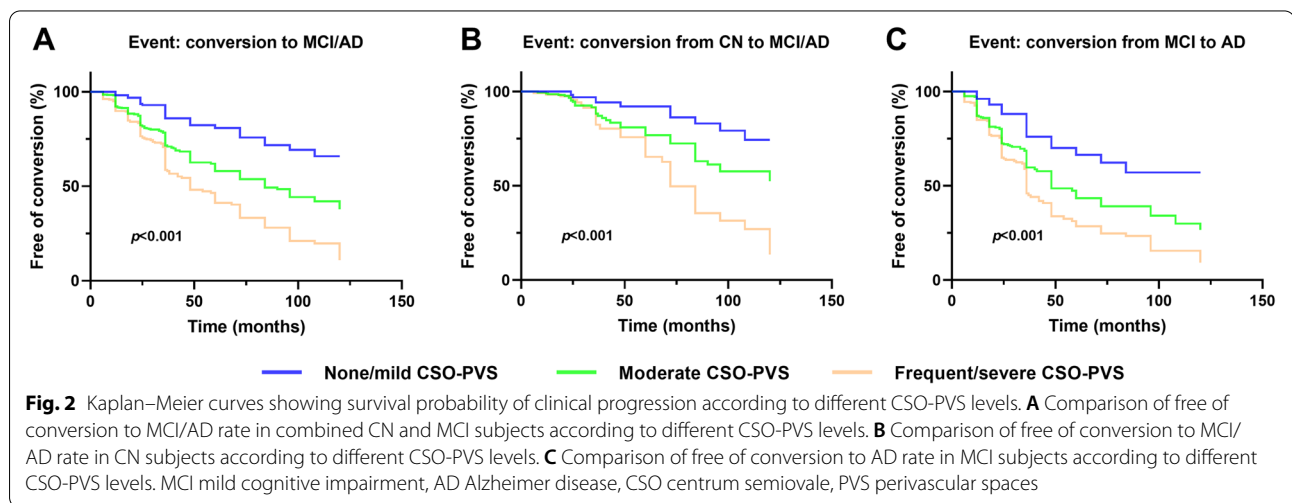 A Event: conversion to MCI/AD
Free of conversion (%)
100
50
0
p<0.001
0 50 100 150
Time (months)
B Event: conversion from CN to MCI/AD
Free of conversion (%)
100
50
0
p<0.001
0 50 100 150
Time (months)
C Event: conversion from MCI to AD
Free of conversion (%)
100
50
0
p<0.001
0 50 100 150
Time (months)
None/mild CSO-PVS Moderate CSO-PVS Frequent/severe CSO-PVS
Fig. 2 Kaplan–Meier curves showing survival probability of clinical progression according to different CSO-PVS levels. A Comparison of free of
conversion to MCI/AD rate in combined CN and MCI subjects according to different CSO-PVS levels. B Comparison of free of conversion to MCI/
AD rate in CN subjects according to different CSO-PVS levels. C Comparison of free of conversion to AD rate in MCI subjects according to different
CSO-PVS levels. MCI mild cognitive impairment, AD Alzheimer disease, CSO centrum semiovale, PVS perivascular spaces